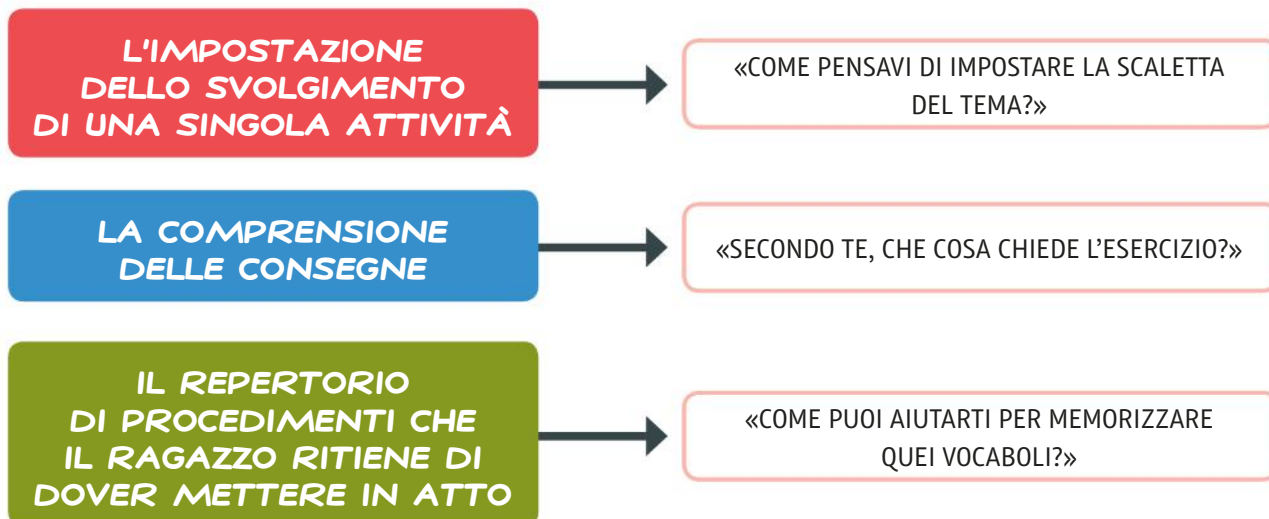 L'IMPOSTAZIONE
DELLO SVOLGIMENTO
DI UNA SINGOLA ATTIVITÀ
«COME PENSAVI DI IMPOSTARE LA SCALETTA
DEL TEMA?»
LA COMPRENSIONE
DELLE CONSEGNE
«SECONDO TE, CHE COSA CHIEDE L’ESERCIZIO?»
IL REPERTORIO
DI PROCEDIMENTI CHE
IL RAGAZZO RITIENE DI
DOVER METTERE IN ATTO
«COME PUOI AIUTARTI PER MEMORIZZARE
QUEI VOCABOLI?»